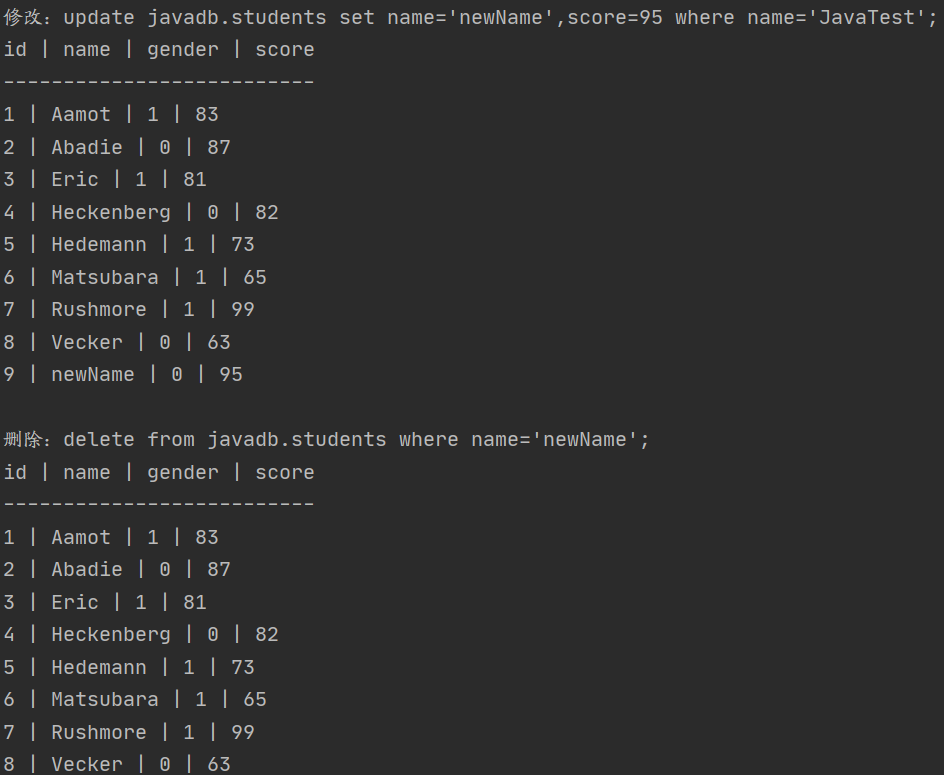 修改：update javadb.students set name='newName',score=95 where name='JavaTest';
id | name | gender | score
--------------------------
1 | Aamot | 1 | 83
2 | Abadie | 0 | 87
3 | Eric | 1 | 81
4 | Heckenberg | 0 | 82
5 | Hedemann | 1 | 73
6 | Matsubara | 1 | 65
7 | Rushmore | 1 | 99
8 | Vecker | 0 | 63
9 | newName | 0 | 95
删除：delete from javadb.students where name='newName';
id | name | gender | score
--------------------------
1 | Aamot | 1 | 83
2 | Abadie | 0 | 87
3 | Eric | 1 | 81
4 | Heckenberg | 0 | 82
5 | Hedemann | 1 | 73
6 | Matsubara | 1 | 65
7 | Rushmore | 1 | 99
8 | Vecker | 0 | 63